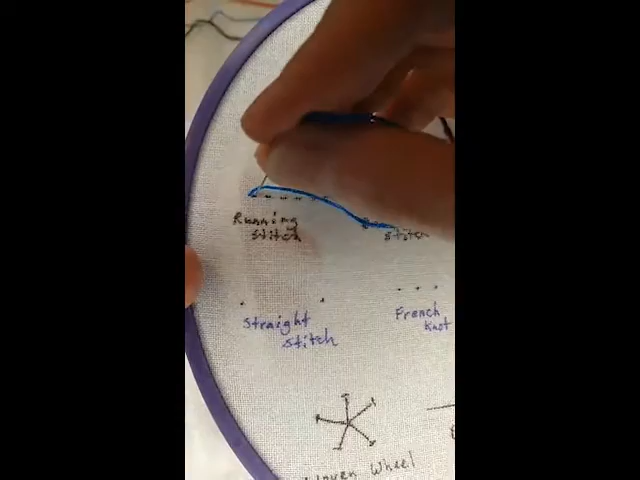 Running
stitch
stitch
Straight
stitch
French
Knot
Woven Wheel